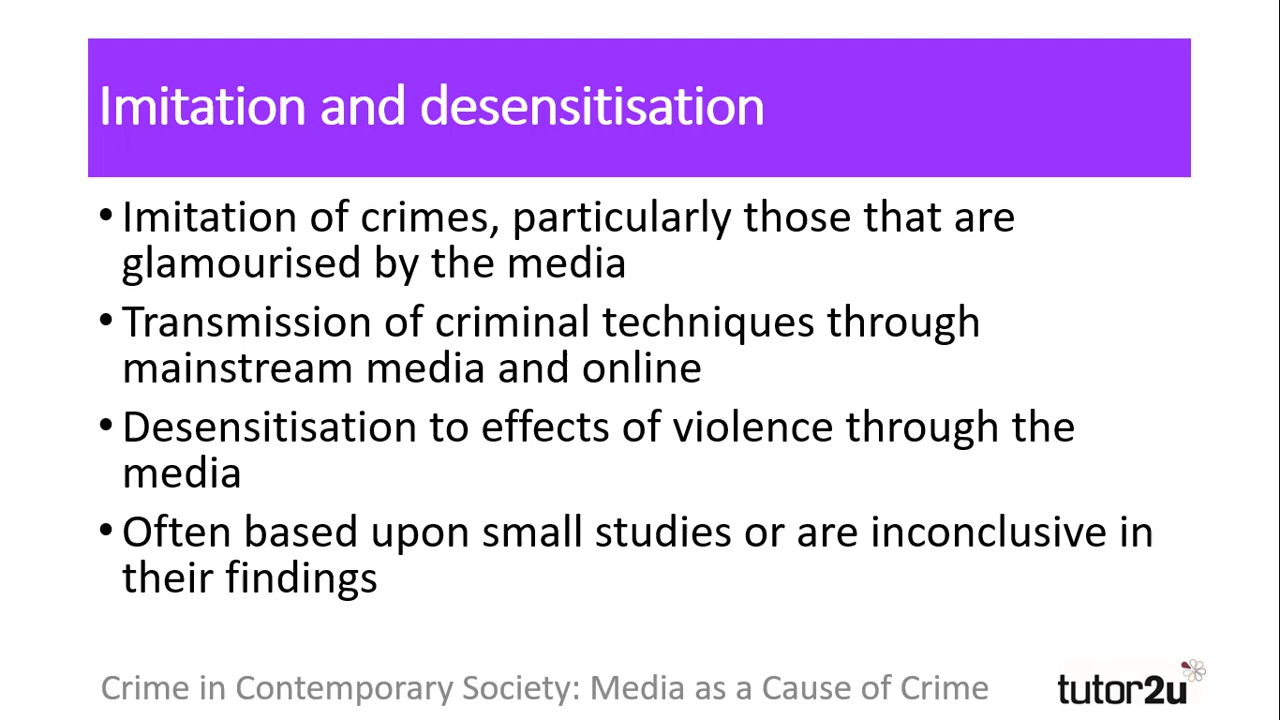 Imitation and desensitisation
• Imitation of crimes, particularly those that are
glamourised by the media
• Transmission of criminal techniques through
mainstream media and online
• Desensitisation to effects of violence through the
media
• Often based upon small studies or are inconclusive in
their findings
Crime in Contemporary Society: Media as a Cause of Crime
tutor2u